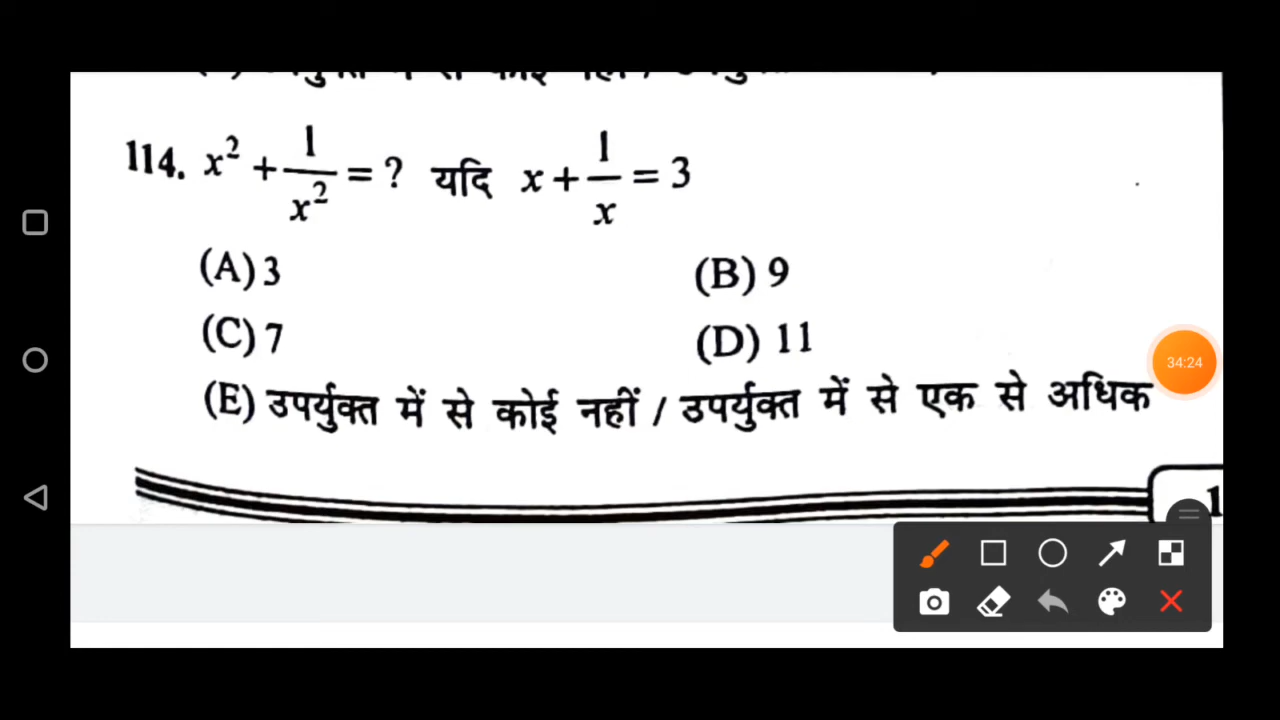 114. x² + 1/x² = ? यदि x + 1/x = 3
(A) 3 (B) 9
(C) 7 (D) 11
(E) उपर्युक्त में से कोई नहीं / उपर्युक्त में से एक से अधिक
34:24